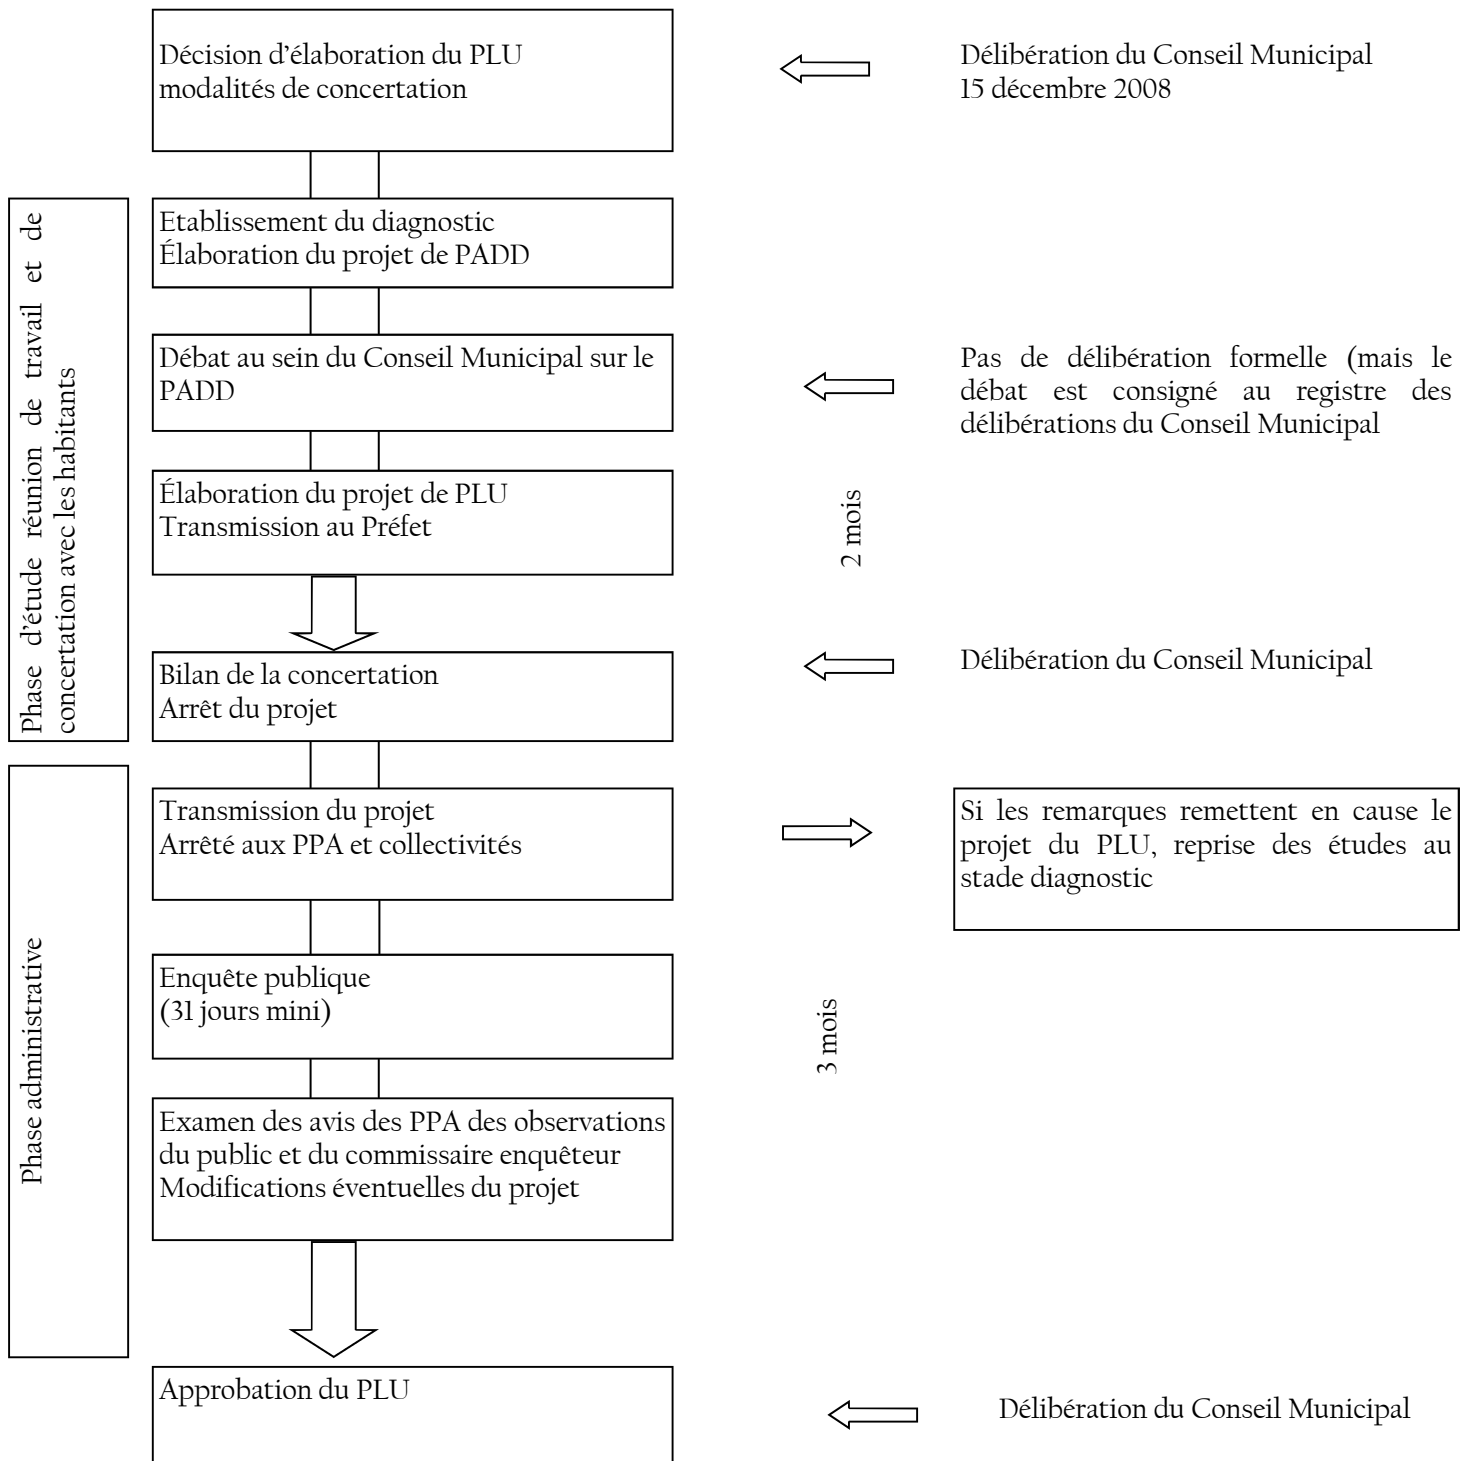 Décision d'élaboration du PLU
modalités de concertation
Délibération du Conseil Municipal
15 décembre 2008
Phase d'étude réunion de travail et de
concertation avec les habitants
Etablissement du diagnostic
Élaboration du projet de PADD
Débat au sein du Conseil Municipal sur le
PADD
Pas de délibération formelle (mais le
débat est consigné au registre des
délibérations du Conseil Municipal
Élaboration du projet de PLU
Transmission au Préfet
2 mois
Bilan de la concertation
Arrêt du projet
Délibération du Conseil Municipal
Phase administrative
Transmission du projet
Arrêté aux PPA et collectivités
Si les remarques remettent en cause le
projet du PLU, reprise des études au
stade diagnostic
Enquête publique
(31 jours mini)
3 mois
Examen des avis des PPA des observations
du public et du commissaire enquêteur
Modifications éventuelles du projet
Approbation du PLU
Délibération du Conseil Municipal